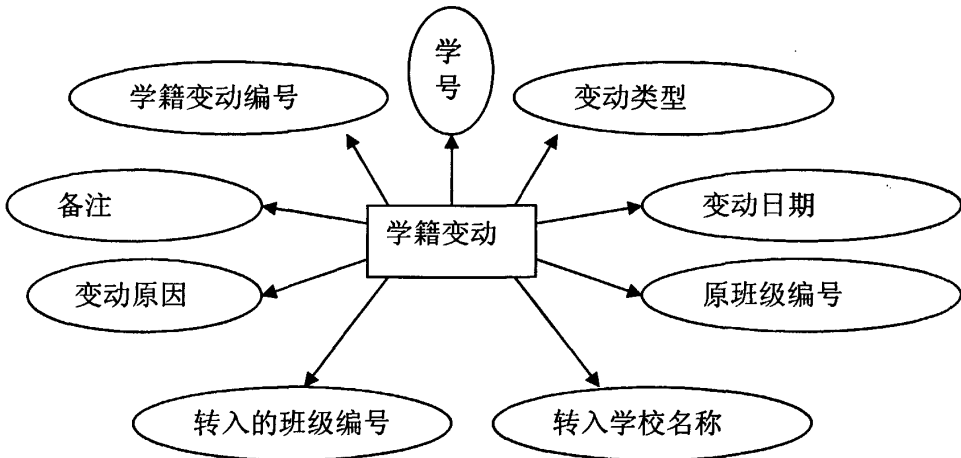 学
号
学籍变动编号
变动类型
备注
变动日期
学籍变动
变动原因
原班级编号
转入的班级编号
转入学校名称